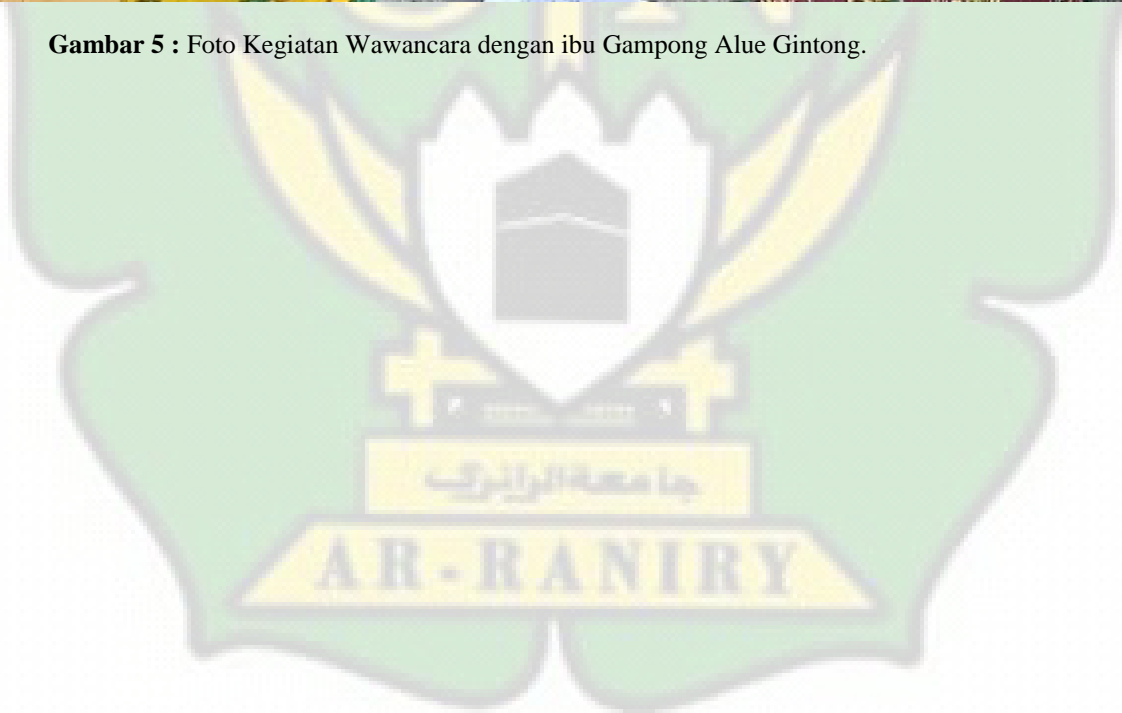 Gambar 5 : Foto Kegiatan Wawancara dengan ibu Gampong Alue Gintong.
جامعة الرانري
AR-RANIRY